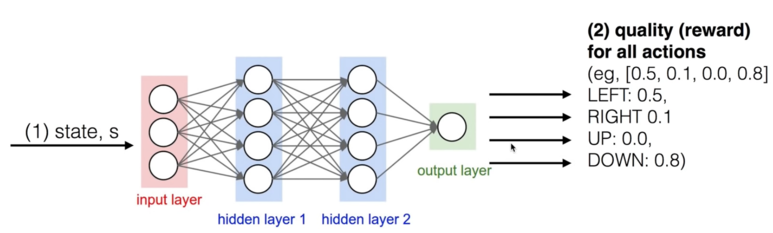 (1) state, s
input layer
hidden layer 1
hidden layer 2
output layer
(2) quality (reward)
for all actions
(eg, [0.5, 0.1, 0.0, 0.8]
LEFT: 0.5,
RIGHT 0.1
UP: 0.0,
DOWN: 0.8)